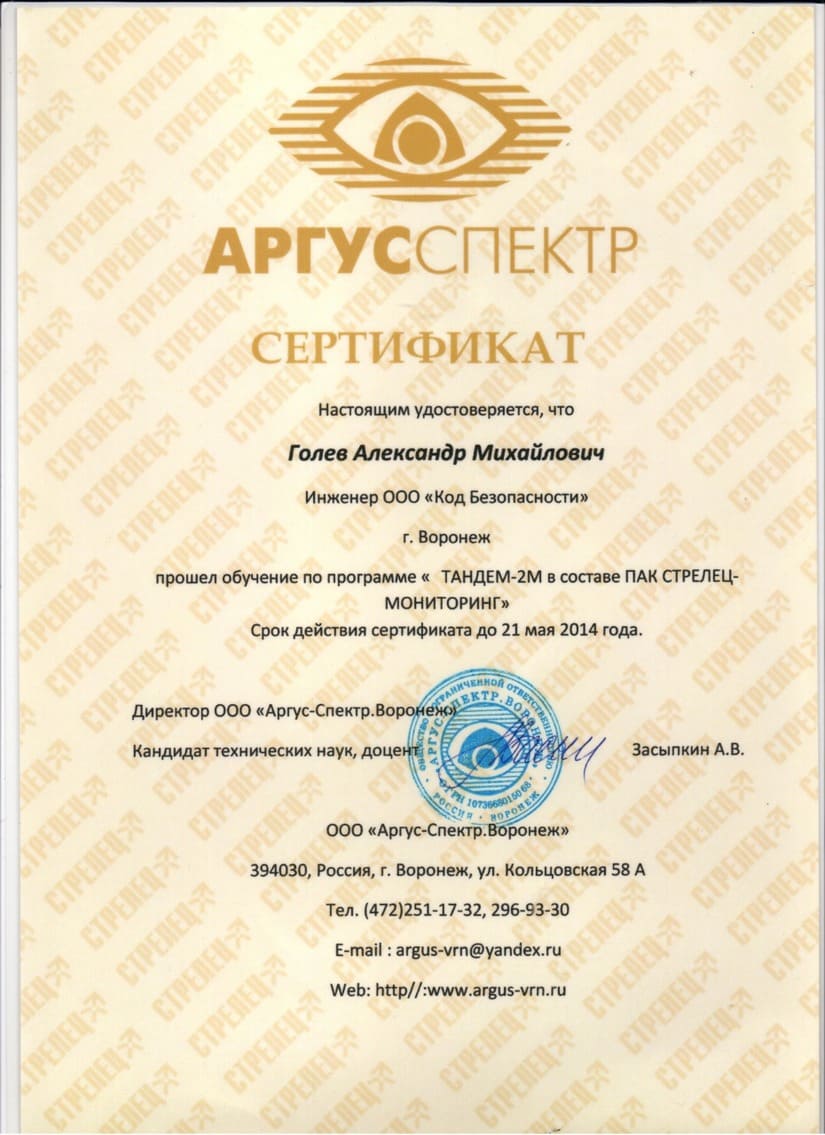 АРГУССПЕКТР
СЕРТИФИКАТ
Настоящим удостоверяется, что
Голев Александр Михайлович
Инженер ООО «Код Безопасности»
г. Воронеж
прошел обучение по программе « ТАНДЕМ-2М в составе ПАК СТРЕЛЕЦ-
МОНИТОРИНГ»
Срок действия сертификата до 21 мая 2014 года.
Директор ООО «Аргус-Спектр.Воронеж»
Кандидат технических наук, доцент Засыпкин А.В.
ОБЩЕСТВО С ОГРАНИЧЕННОЙ ОТВЕТСТВЕННОСТЬЮ
АРГУС-СПЕКТР.ВОРОНЕЖ
ОГРН 1073668015068
РОССИЯ · ВОРОНЕЖ
ООО «Аргус-Спектр.Воронеж»
394030, Россия, г. Воронеж, ул. Кольцовская 58 А
Тел. (472)251-17-32, 296-93-30
E-mail : argus-vrn@yandex.ru
Web: http//:www.argus-vrn.ru
СТРЕЛЕЦ